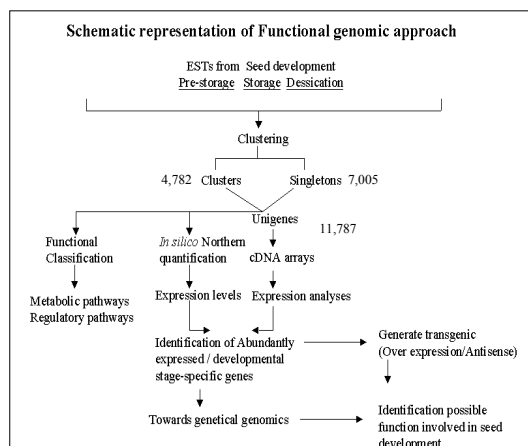 Schematic representation of Functional genomic approach
ESTs from Seed development
Pre-storage Storage Dessication
Clustering
4,782 Clusters Singletons 7,005
Unigenes
11,787
Functional
Classification
In silico Northern
quantification
cDNA arrays
Metabolic pathways
Regulatory pathways
Expression levels
Expression analyses
Identification of Abundantly
expressed / developmental
stage-specific genes
Generate transgenic
(Over expression/Antisense)
Towards genetical genomics
Identification possible
function involved in seed
development